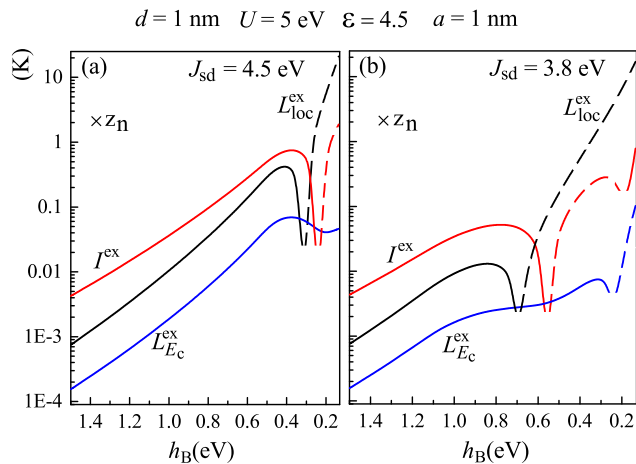 d = 1 nm U = 5 eV ε = 4.5 a = 1 nm
(K)
(a) J_sd = 4.5 eV
L^ex_loc
× z_n
I^ex
L^ex_Ec
10
1
0.1
0.01
1E-3
1E-4
1.4 1.2 1.0 0.8 0.6 0.4 0.2
h_B(eV)
(b) J_sd = 3.8 eV
L^ex_loc
× z_n
I^ex
L^ex_Ec
1.4 1.2 1.0 0.8 0.6 0.4 0.2
h_B(eV)